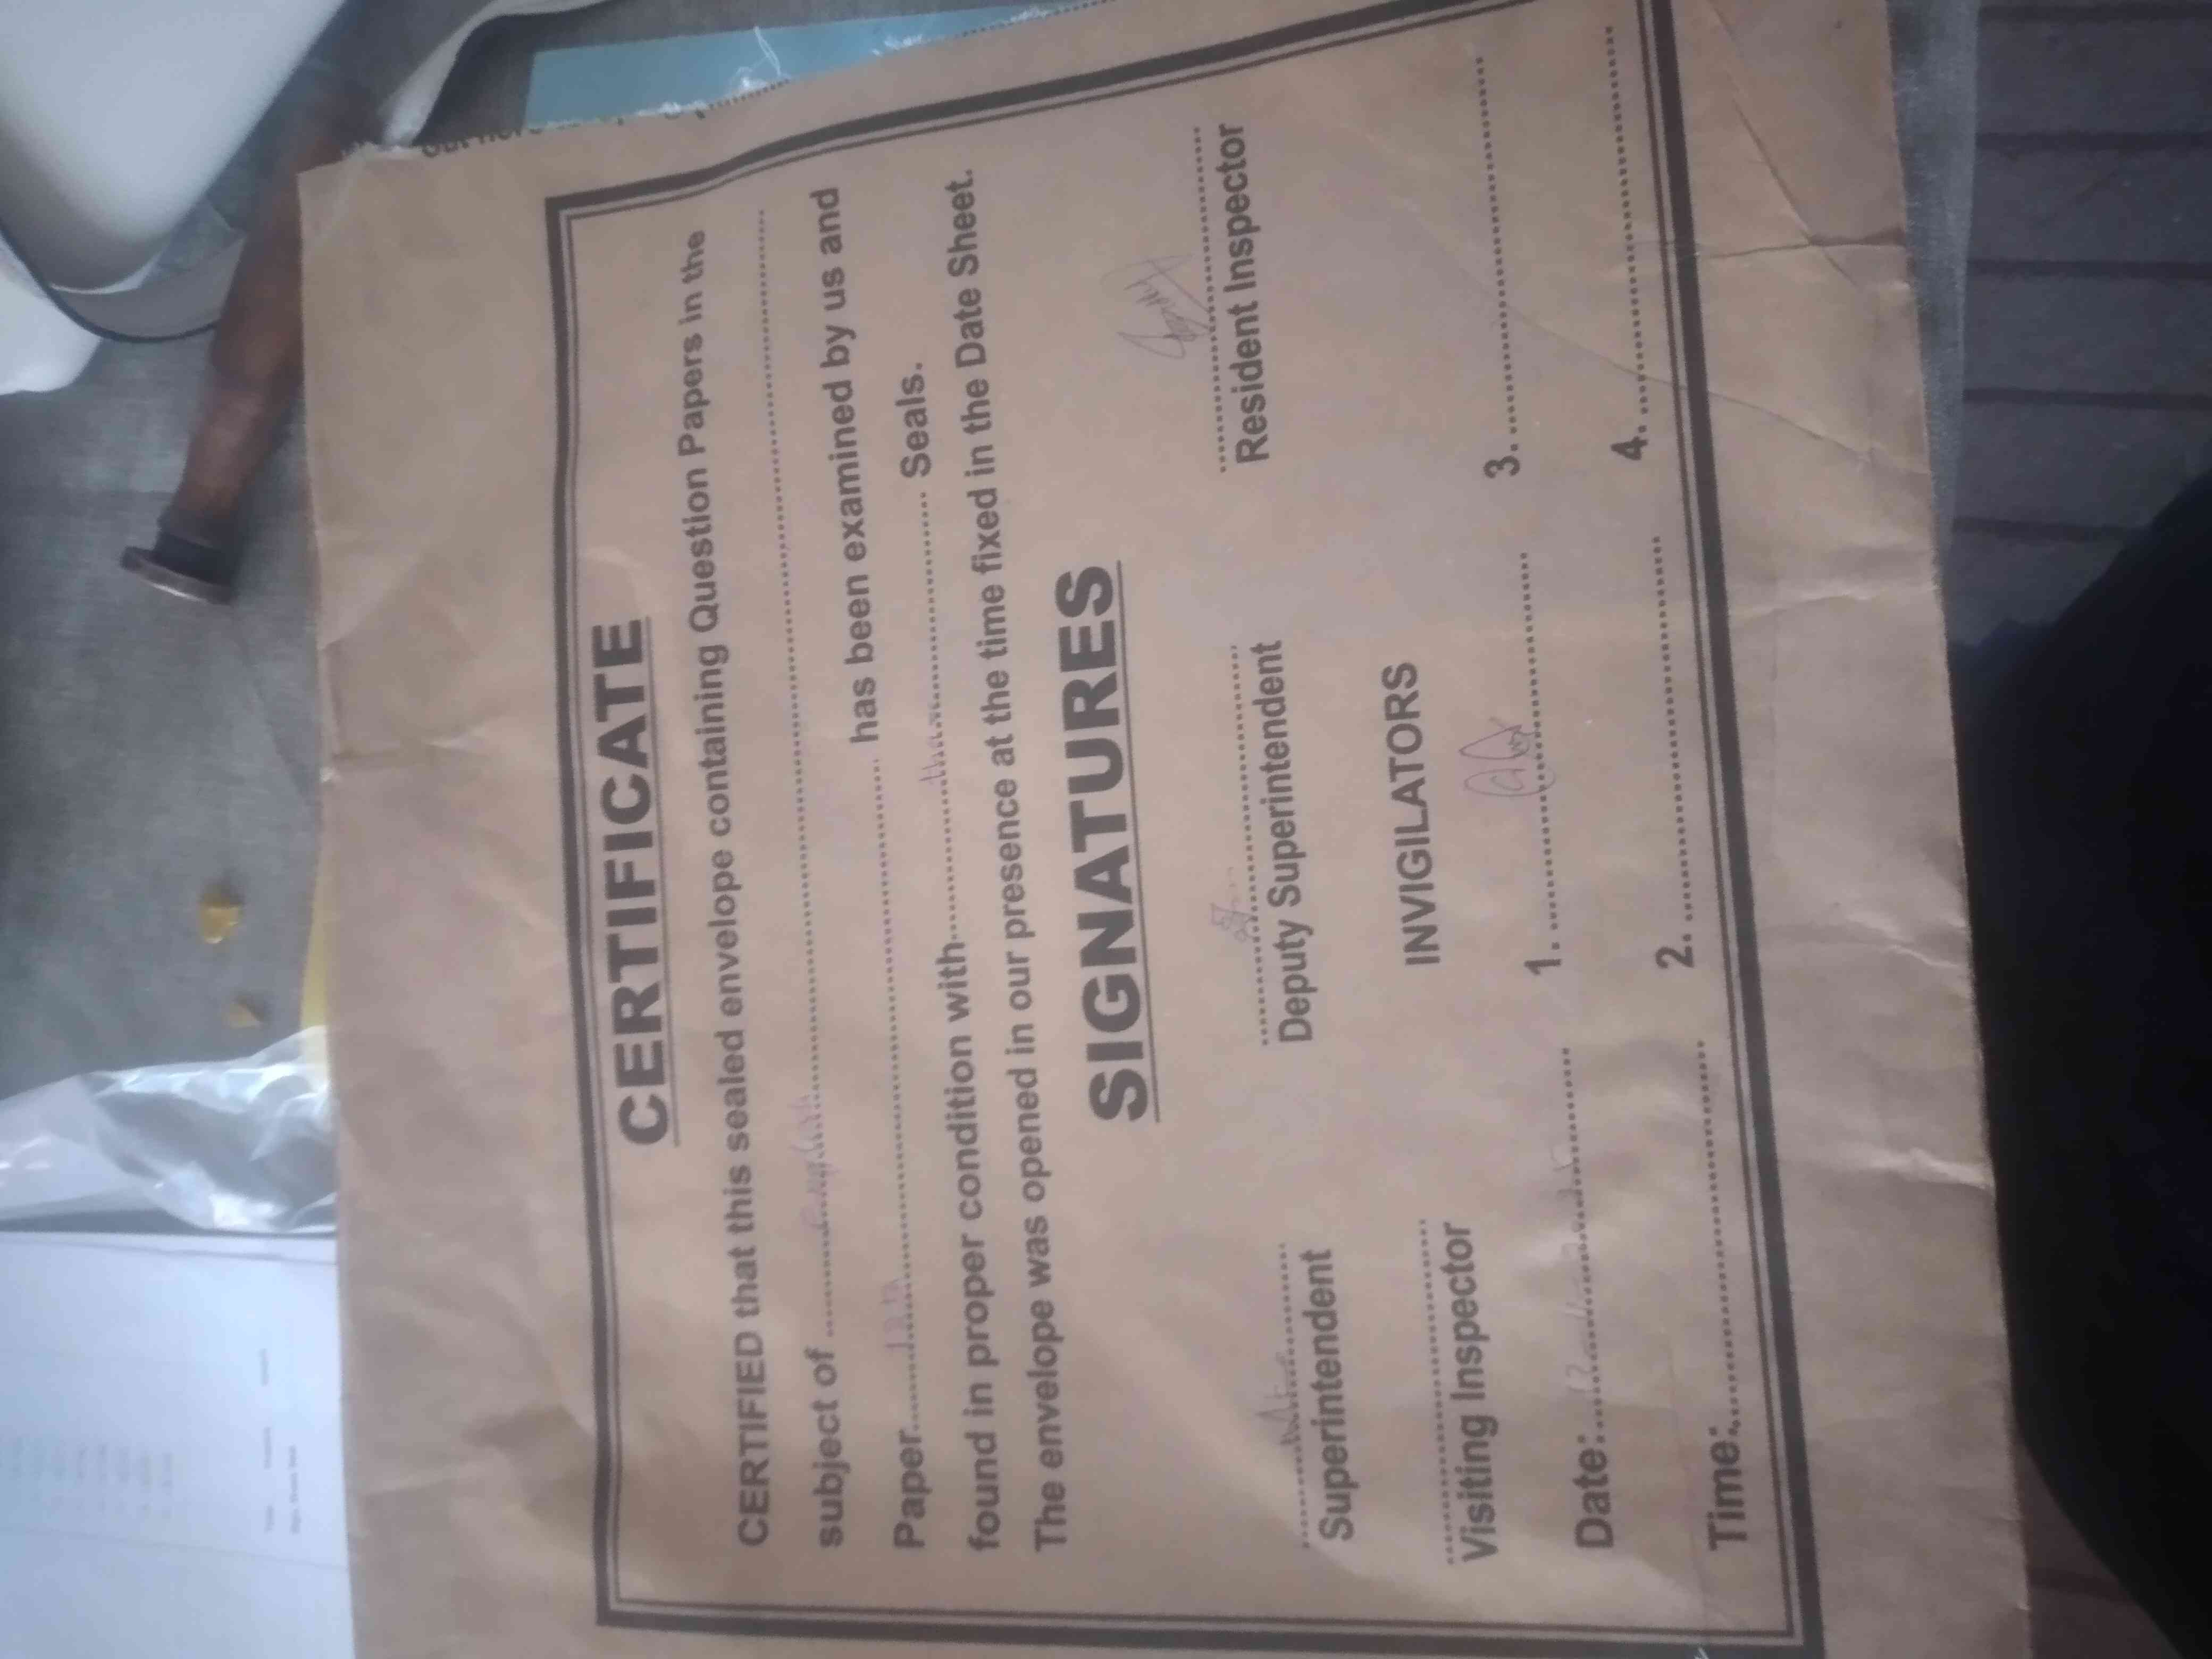 CERTIFICATE
CERTIFIED that this sealed envelope containing Question Papers in the
subject of ........ English ........
Paper........ has been examined by us and
found in proper condition with........ Seals.
The envelope was opened in our presence at the time fixed in the Date Sheet.
SIGNATURES
Superintendent Deputy Superintendent Resident Inspector
Visiting Inspector INVIGILATORS
Date:........ 1......... 3.........
Time:........ 2......... 4.........